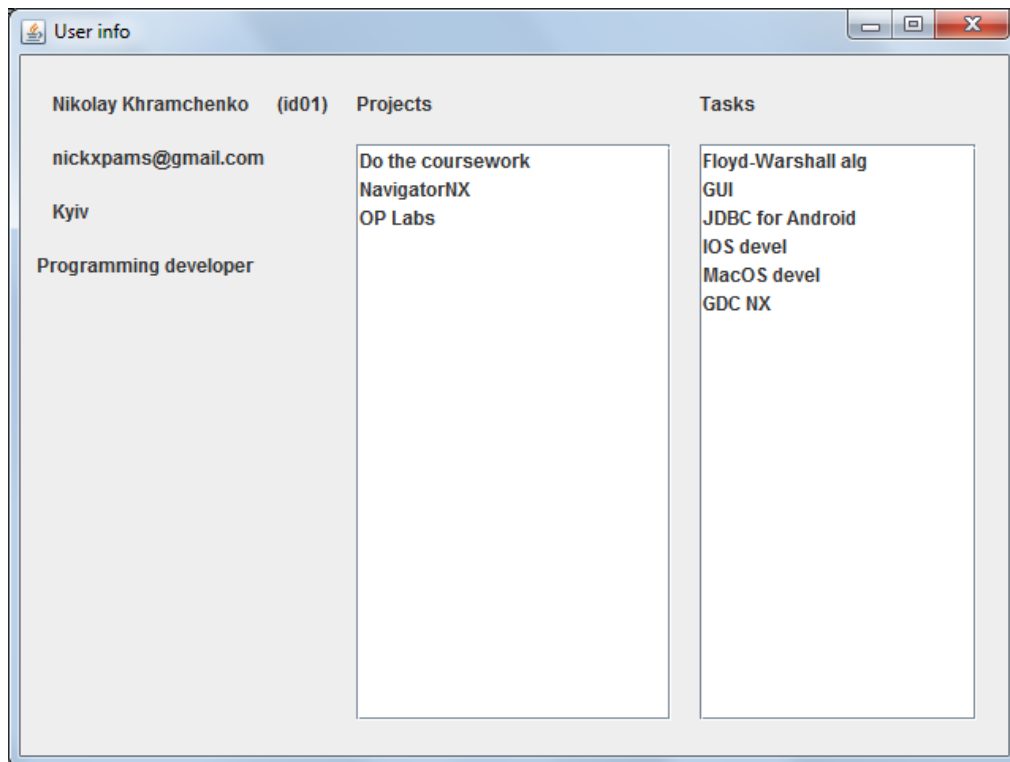 User info
Nikolay Khramchenko (id01)
nickxpams@gmail.com
Kyiv
Programming developer
Projects
Do the coursework
NavigatorNX
OP Labs
Tasks
Floyd-Warshall alg
GUI
JDBC for Android
IOS devel
MacOS devel
GDC NX